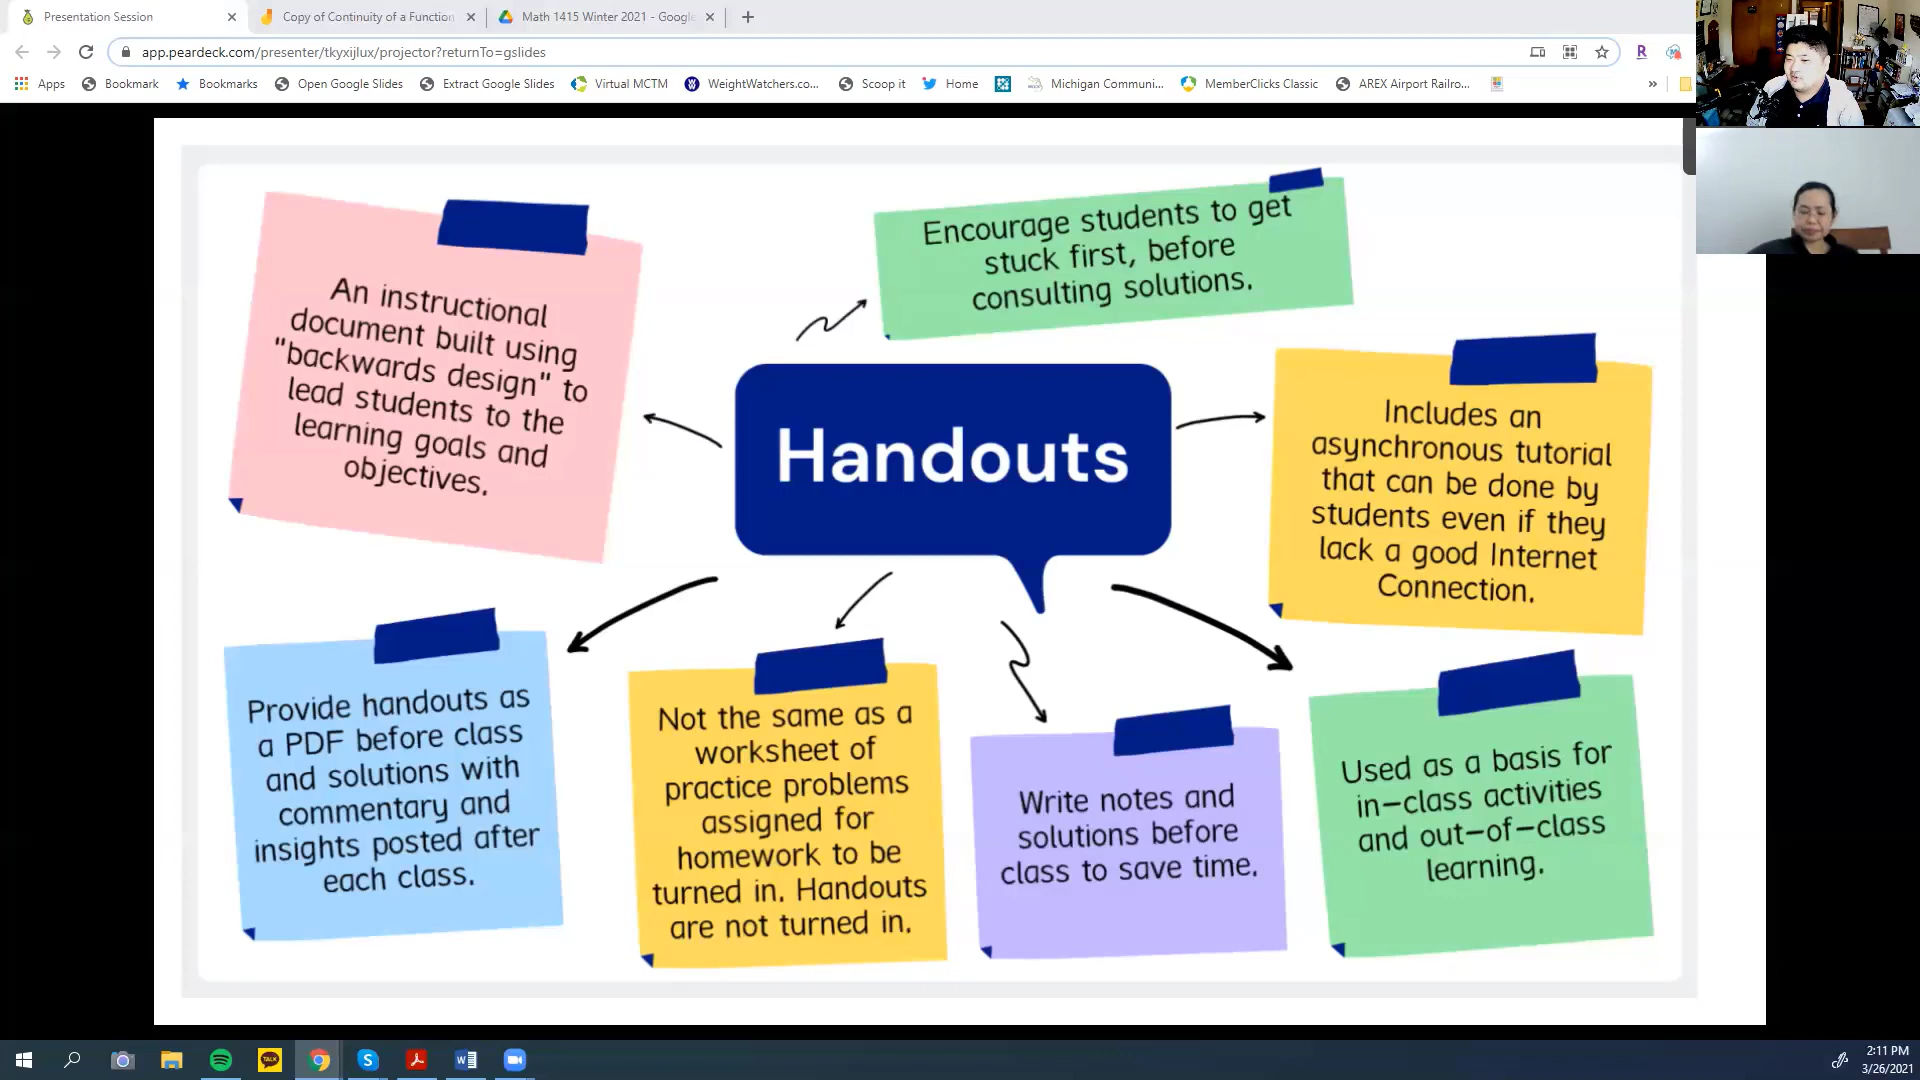 Presentation Session
Copy of Continuity of a Function
Math 1415 Winter 2021 - Google
app.peardeck.com/presenter/tkyxijlux/projector?returnTo=gslides
Apps
Bookmark
Bookmarks
Open Google Slides
Extract Google Slides
Virtual MCTM
WeightWatchers.co...
Scoop it
Home
Michigan Communi...
MemberClicks Classic
AREX Airport Railro...
An instructional
document built using
"backwards design" to
lead students to the
learning goals and
objectives.
Encourage students to get
stuck first, before
consulting solutions.
Handouts
Includes an
asynchronous tutorial
that can be done by
students even if they
lack a good Internet
Connection.
Provide handouts as
a PDF before class
and solutions with
commentary and
insights posted after
each class.
Not the same as a
worksheet of
practice problems
assigned for
homework to be
turned in. Handouts
are not turned in.
Write notes and
solutions before
class to save time.
Used as a basis for
in-class activities
and out-of-class
learning.
TALK
2:11 PM
3/26/2021